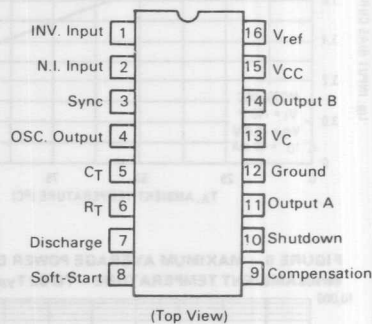 INV. Input 1
N.I. Input 2
Sync 3
OSC. Output 4
CT 5
RT 6
Discharge 7
Soft-Start 8
16 Vref
15 VCC
14 Output B
13 VC
12 Ground
11 Output A
10 Shutdown
9 Compensation
(Top View)